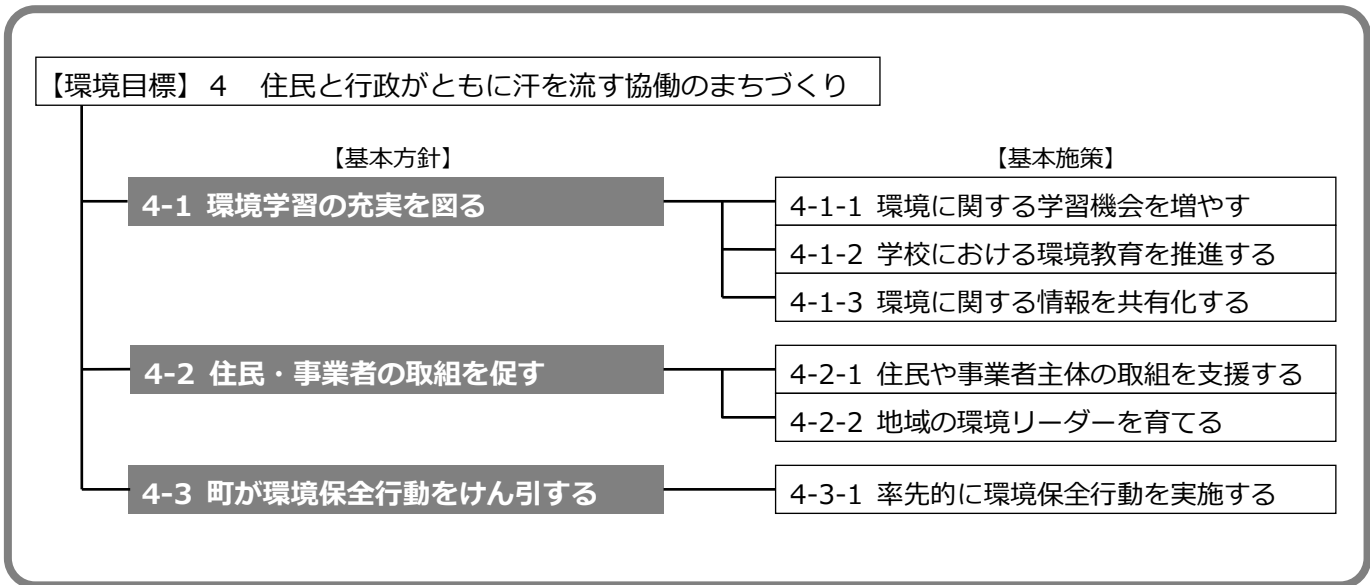 【環境目標】4　住民と行政がともに汗を流す協働のまちづくり
【基本方針】
【基本施策】
4-1 環境学習の充実を図る
4-1-1 環境に関する学習機会を増やす
4-1-2 学校における環境教育を推進する
4-1-3 環境に関する情報を共有化する
4-2 住民・事業者の取組を促す
4-2-1 住民や事業者主体の取組を支援する
4-2-2 地域の環境リーダーを育てる
4-3 町が環境保全行動をけん引する
4-3-1 率先的に環境保全行動を実施する